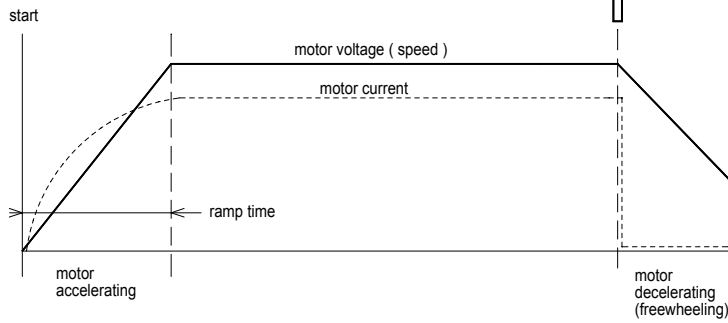 start
motor voltage ( speed )
motor current
ramp time
motor
accelerating
motor
decelerating
(freewheeling)